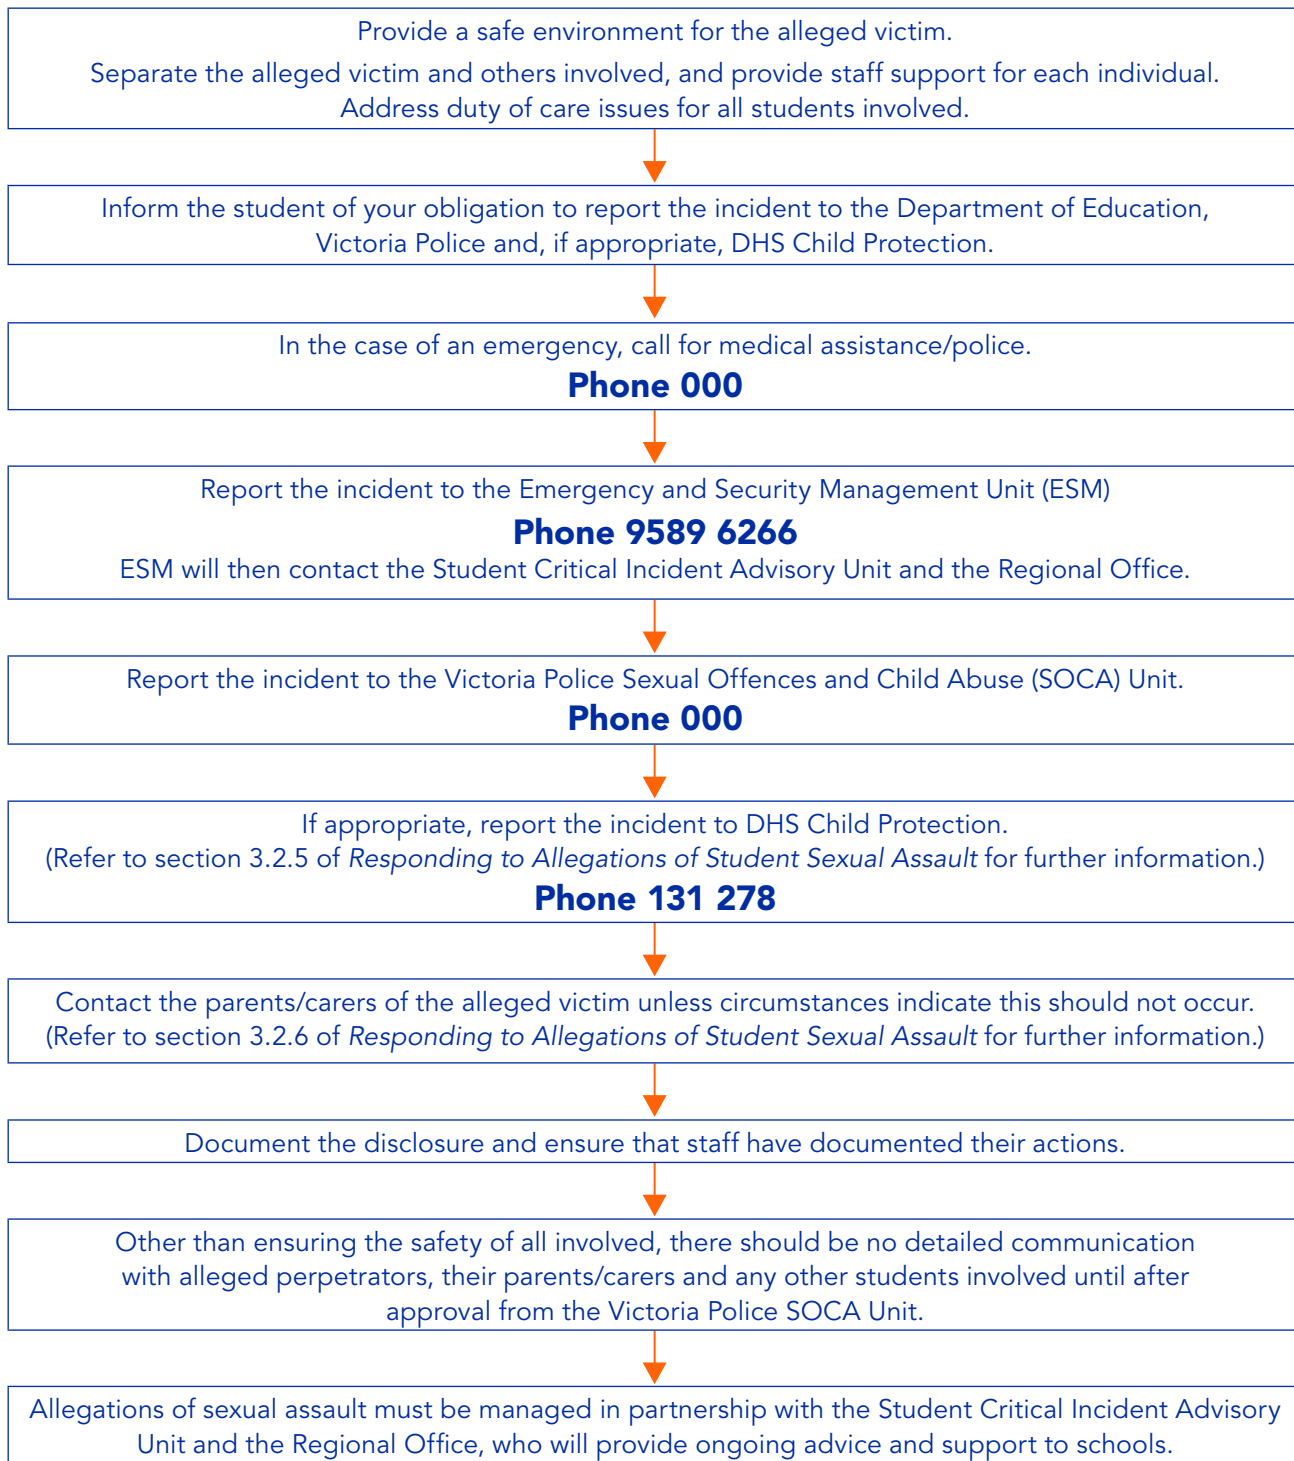 Provide a safe environment for the alleged victim.
Separate the alleged victim and others involved, and provide staff support for each individual.
Address duty of care issues for all students involved.
Inform the student of your obligation to report the incident to the Department of Education,
Victoria Police and, if appropriate, DHS Child Protection.
In the case of an emergency, call for medical assistance/police.
Phone 000
Report the incident to the Emergency and Security Management Unit (ESM)
Phone 9589 6266
ESM will then contact the Student Critical Incident Advisory Unit and the Regional Office.
Report the incident to the Victoria Police Sexual Offences and Child Abuse (SOCA) Unit.
Phone 000
If appropriate, report the incident to DHS Child Protection.
(Refer to section 3.2.5 of Responding to Allegations of Student Sexual Assault for further information.)
Phone 131 278
Contact the parents/carers of the alleged victim unless circumstances indicate this should not occur.
(Refer to section 3.2.6 of Responding to Allegations of Student Sexual Assault for further information.)
Document the disclosure and ensure that staff have documented their actions.
Other than ensuring the safety of all involved, there should be no detailed communication
with alleged perpetrators, their parents/carers and any other students involved until after
approval from the Victoria Police SOCA Unit.
Allegations of sexual assault must be managed in partnership with the Student Critical Incident Advisory
Unit and the Regional Office, who will provide ongoing advice and support to schools.